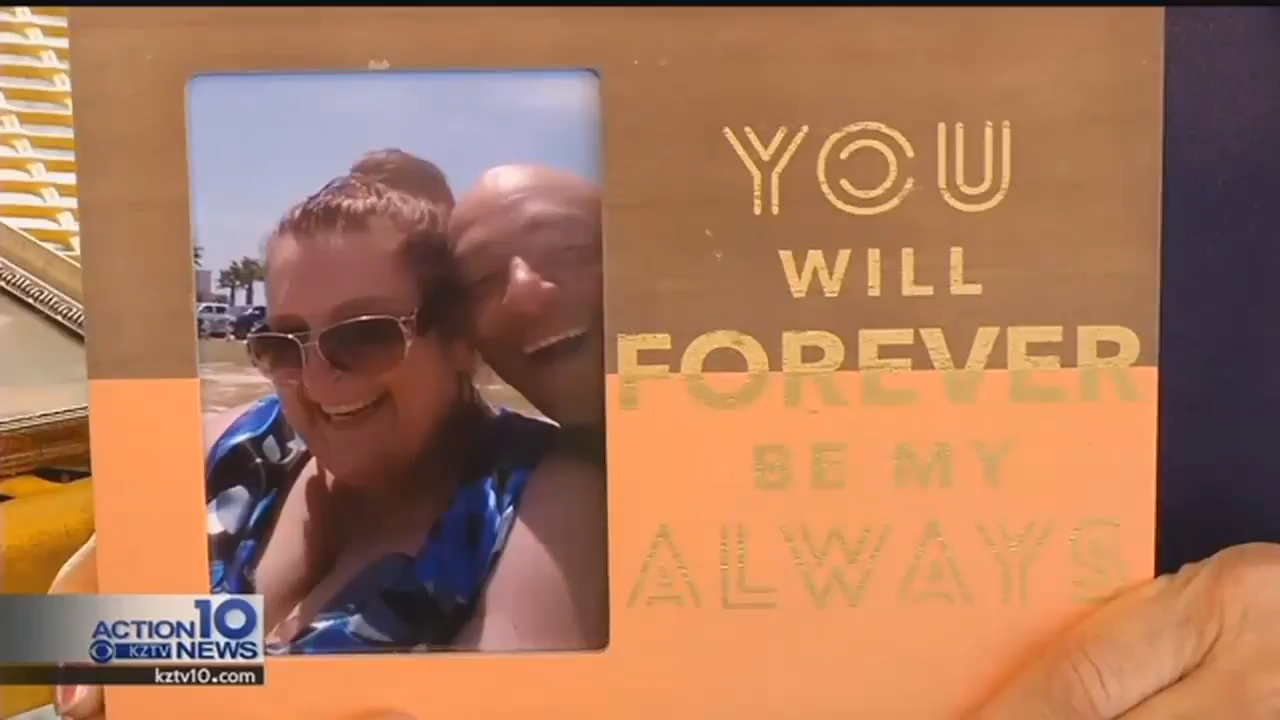 YOU
WILL
FOREVER
BE MY
ALWAYS
ACTION 10
KZTV NEWS
kztv10.com